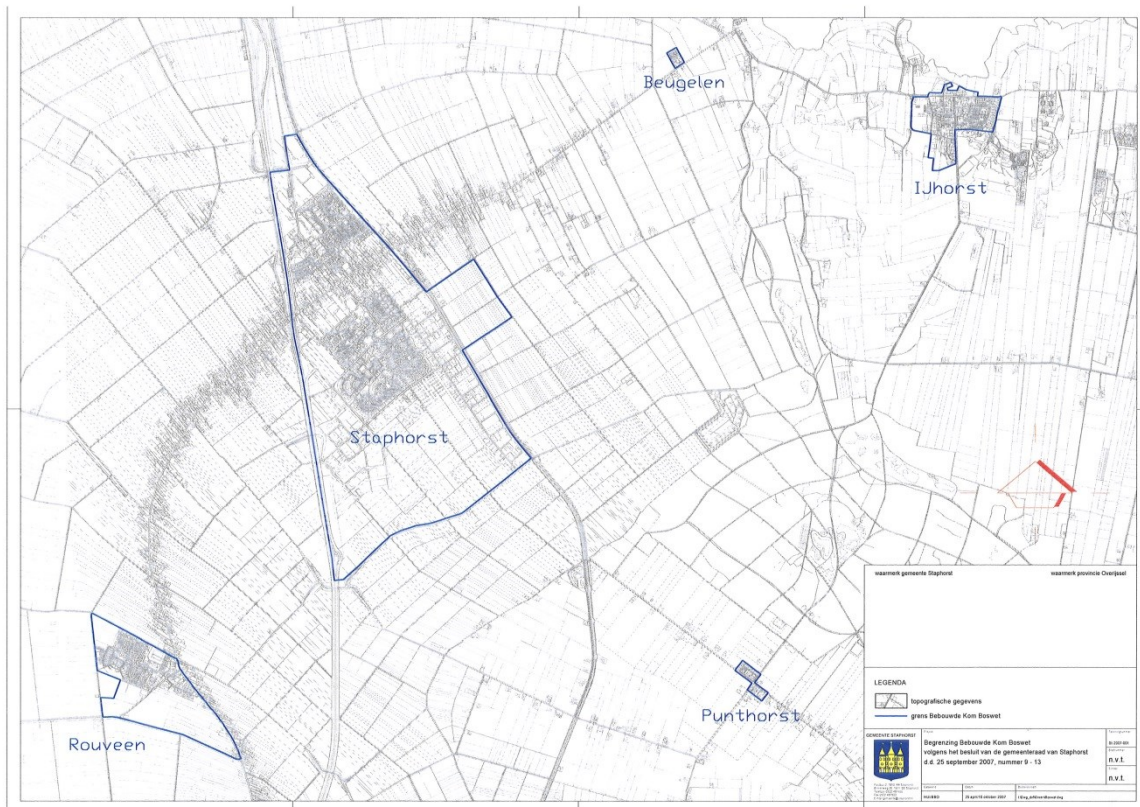 Beugelen
IJhorst
Staphorst
Punthorst
Rouveen
waarmerk gemeente Staphorst
waarmerk provincie Overijssel
LEGENDA
topografische gegevens
grens Bebouwde Kom Boswet
GEMEENTE STAPHORST
Begrenzing Bebouwde Kom Boswet
volgens het besluit van de gemeenteraad van Staphorst
d.d. 25 september 2007, nummer 9 - 13
n.v.t.
n.v.t.